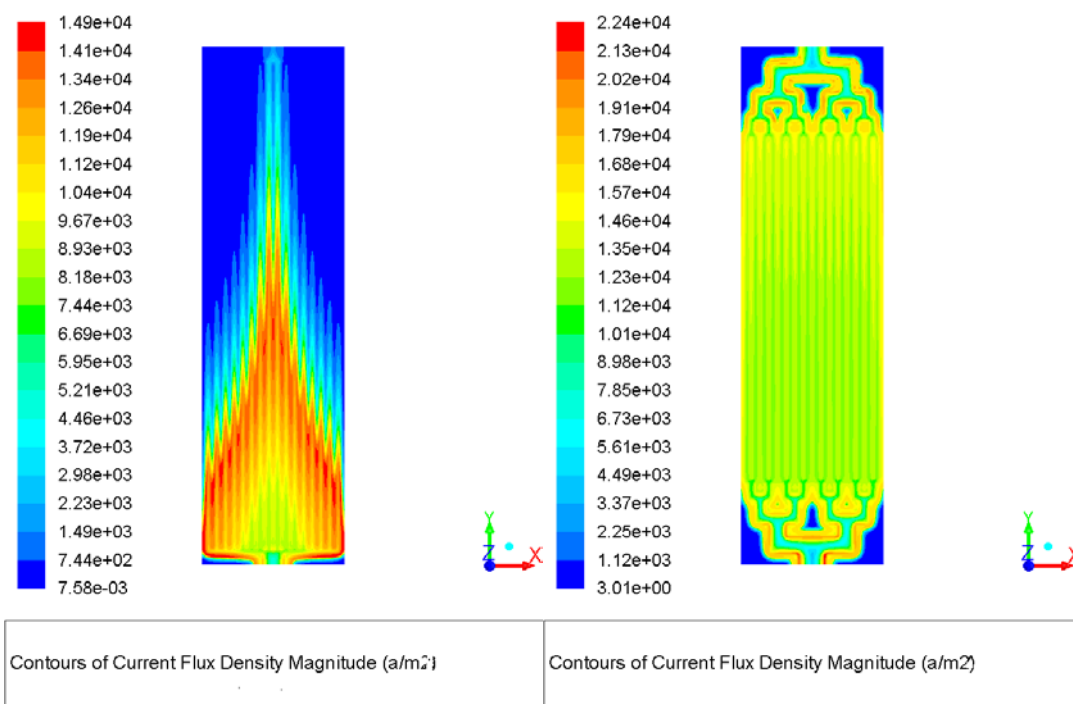 1.49e+04
1.41e+04
1.34e+04
1.26e+04
1.19e+04
1.12e+04
1.04e+04
9.67e+03
8.93e+03
8.18e+03
7.44e+03
6.69e+03
5.95e+03
5.21e+03
4.46e+03
3.72e+03
2.98e+03
2.23e+03
1.49e+03
7.44e+02
7.58e-03
Y
Z
X
Contours of Current Flux Density Magnitude (a/m2)
2.24e+04
2.13e+04
2.02e+04
1.91e+04
1.79e+04
1.68e+04
1.57e+04
1.46e+04
1.35e+04
1.23e+04
1.12e+04
1.01e+04
8.98e+03
7.85e+03
6.73e+03
5.61e+03
4.49e+03
3.37e+03
2.25e+03
1.12e+03
3.01e+00
Y
Z
X
Contours of Current Flux Density Magnitude (a/m2)